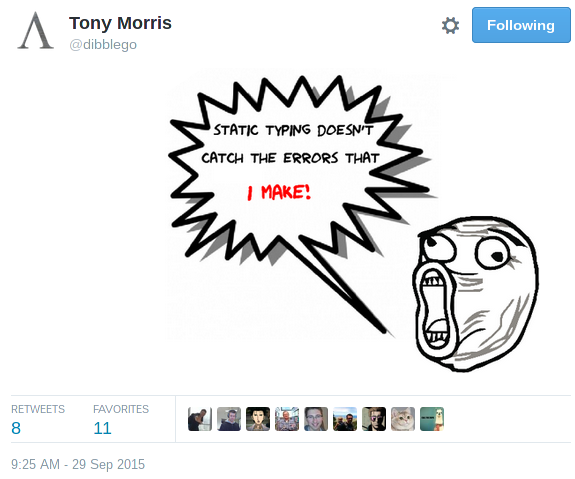 Tony Morris
@dibblego
Following
STATIC TYPING DOESN'T
CATCH THE ERRORS THAT
I MAKE!
RETWEETS
FAVORITES
8
11
9:25 AM - 29 Sep 2015